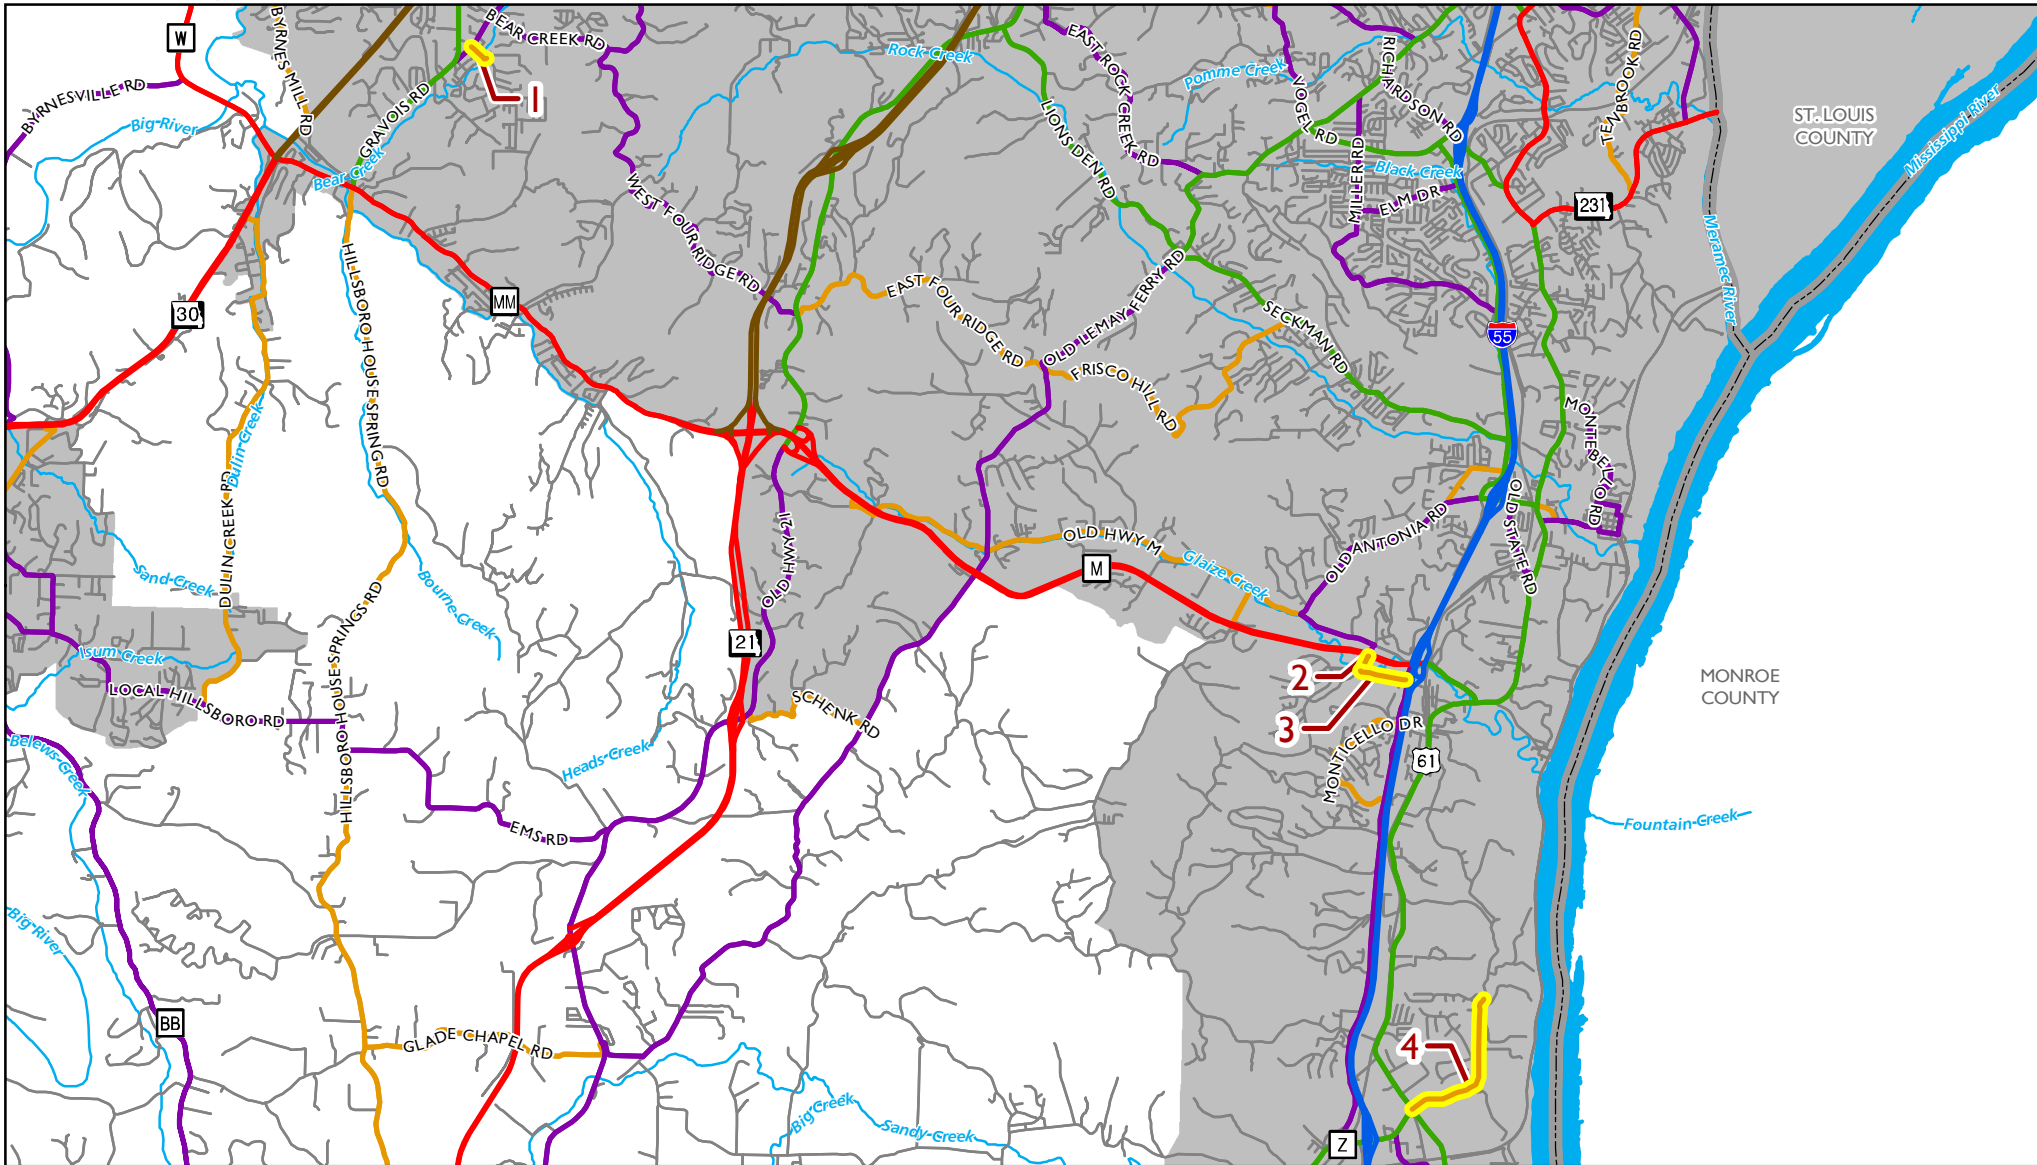 W
BYRNESVILLE RD
BYRNES MILL RD
BEAR CREEK RD
1
GRAVOIS RD
Big River
Bear Creek
Rock Creek
EAST ROCK CREEK RD
LIONS DEN RD
Pomme Creek
VOGEL RD
RICHARDSON RD
TENBROOK RD
ST. LOUIS
COUNTY
Mississippi River
MILLER RD
Black Creek
ELM DR
231
Meramec River
WEST FOUR RIDGE RD
HILLSBORO HOUSE SPRING RD
MM
30
EAST FOUR RIDGE RD
OLD LEMAY FERRY RD
FRISCO HILL RD
SECKMAN RD
55
MONTEBELLO RD
Dulin Creek
DULIN CREEK RD
OLD HWY 21
OLD HWY M
M
Glaize Creek
OLD ANTONIA RD
OLD STATE RD
Sand Creek
Bourne Creek
Isum Creek
LOCAL HILLSBORO RD
HILLSBORO HOUSE SPRINGS RD
21
SCHENK RD
2
3
MONTICELLO DR
61
MONROE
COUNTY
Belews Creek
Heads Creek
EMS RD
Fountain Creek
Big River
BB
GLADE CHAPEL RD
4
Big Creek
Sandy Creek
Z